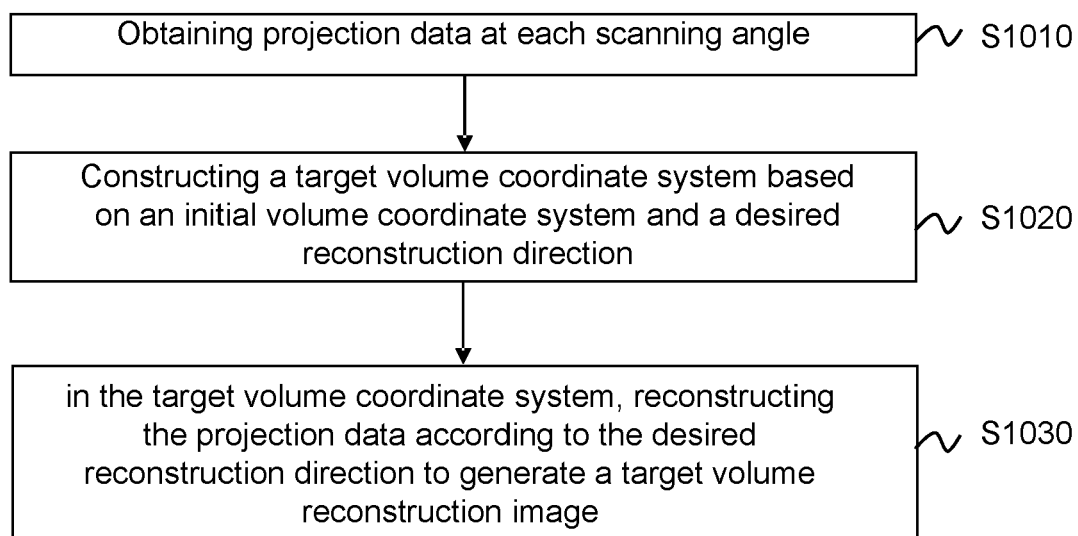 Obtaining projection data at each scanning angle
S1010
Constructing a target volume coordinate system based
on an initial volume coordinate system and a desired
reconstruction direction
S1020
in the target volume coordinate system, reconstructing
the projection data according to the desired
reconstruction direction to generate a target volume
reconstruction image
S1030